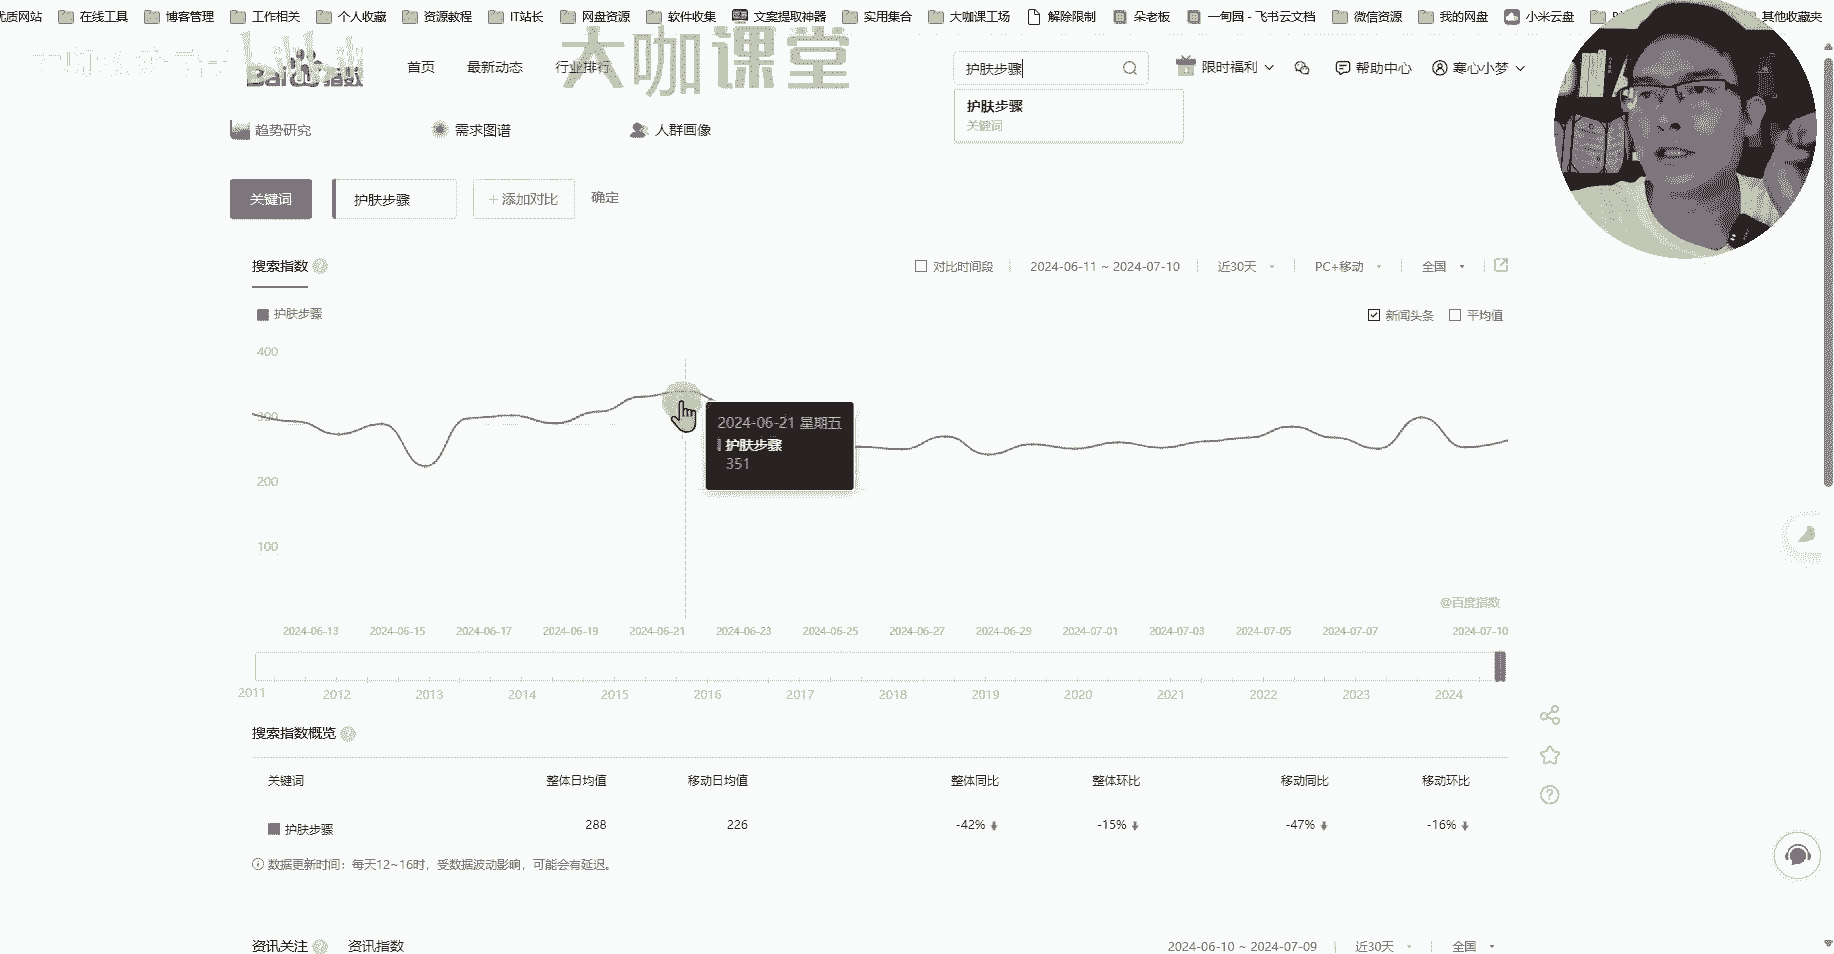 优质网站 在线工具 博客管理 工作相关 个人收藏 资源教程 IT站长 网盘资源 软件收集 文案提取神器 实用集合 大咖课工场 解除限制 朵老板 一甸园 - 飞书云文档 微信资源 我的网盘 小米云盘 其他收藏夹
大咖课堂
Bai 指数 首页 最新动态 行业排行 护肤步骤 限时福利 帮助中心 寒心小梦
护肤步骤
关键词
趋势研究 需求图谱 人群画像
关键词 护肤步骤 + 添加对比 确定
搜索指数 对比时间段 2024-06-11 ~ 2024-07-10 近30天 PC+移动 全国
护肤步骤 新闻头条 平均值
400
300
200
100
2024-06-21 星期五
护肤步骤
351
@百度指数
2024-06-13 2024-06-15 2024-06-17 2024-06-19 2024-06-21 2024-06-23 2024-06-25 2024-06-27 2024-06-29 2024-07-01 2024-07-03 2024-07-05 2024-07-07 2024-07-10
2011 2012 2013 2014 2015 2016 2017 2018 2019 2020 2021 2022 2023 2024
搜索指数概览
关键词 整体日均值 移动日均值 整体同比 整体环比 移动同比 移动环比
护肤步骤 288 226 -42% -15% -47% -16%
数据更新时间：每天12~16时，受数据波动影响，可能会有延迟。
资讯关注 资讯指数 2024-06-10 ~ 2024-07-09 近30天 全国